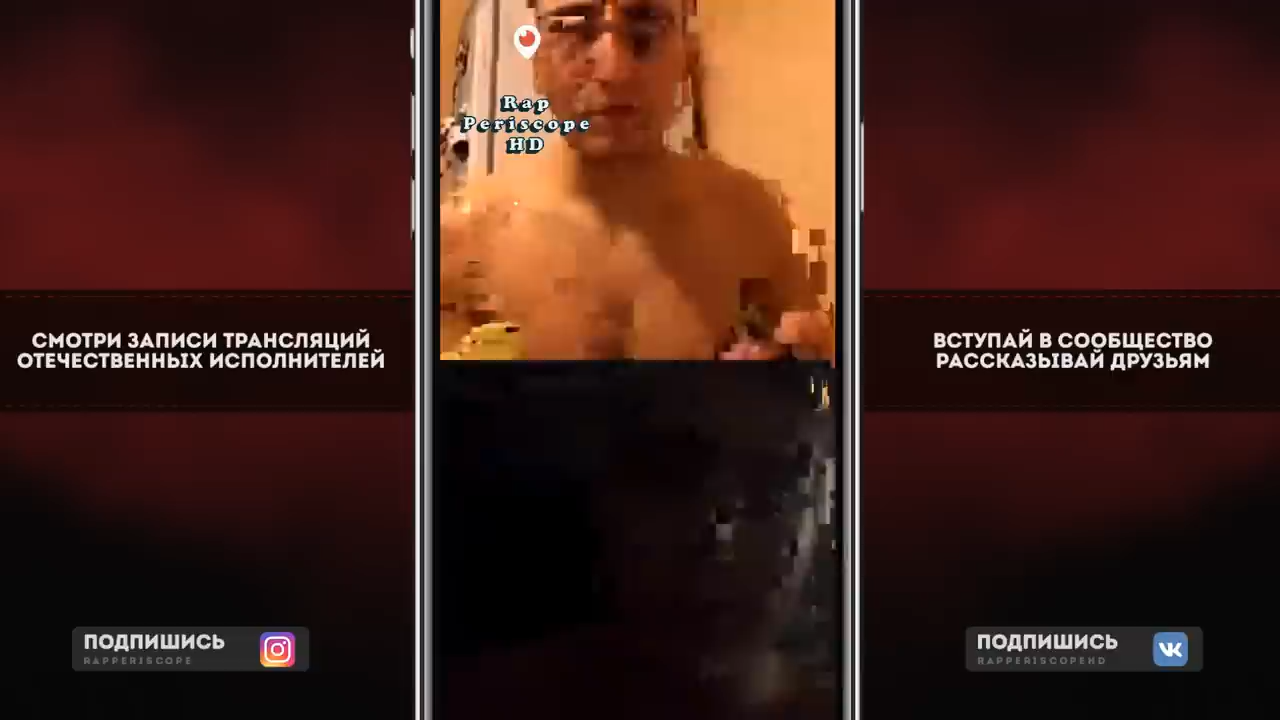 Rap
Periscope
HD
СМОТРИ ЗАПИСИ ТРАНСЛЯЦИЙ
ОТЕЧЕСТВЕННЫХ ИСПОЛНИТЕЛЕЙ
ВСТУПАЙ В СООБЩЕСТВО
РАССКАЗЫВАЙ ДРУЗЬЯМ
ПОДПИШИСЬ
RAPPERISCOPE
ПОДПИШИСЬ
RAPPERISCOPEHD